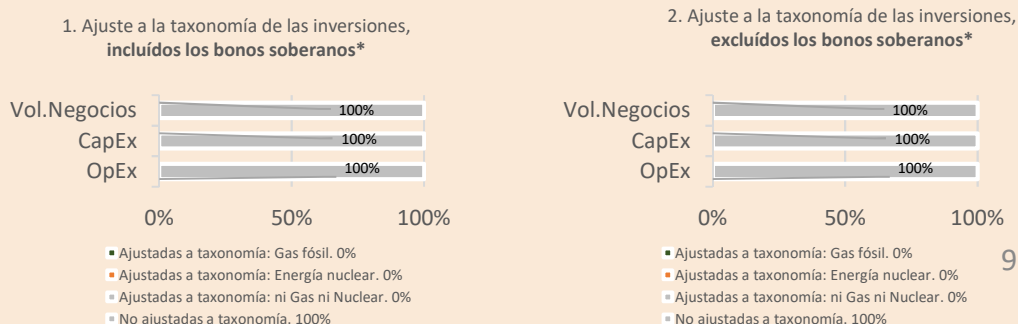 1. Ajuste a la taxonomía de las inversiones,
incluídos los bonos soberanos*
Vol.Negocios
100%
CapEx
100%
OpEx
100%
0% 50% 100%
Ajustadas a taxonomía: Gas fósil. 0%
Ajustadas a taxonomía: Energía nuclear. 0%
Ajustadas a taxonomía: ni Gas ni Nuclear. 0%
No ajustadas a taxonomía. 100%
2. Ajuste a la taxonomía de las inversiones,
excluídos los bonos soberanos*
Vol.Negocios
100%
CapEx
100%
OpEx
100%
0% 50% 100%
Ajustadas a taxonomía: Gas fósil. 0%
Ajustadas a taxonomía: Energía nuclear. 0%
Ajustadas a taxonomía: ni Gas ni Nuclear. 0%
No ajustadas a taxonomía. 100%
9